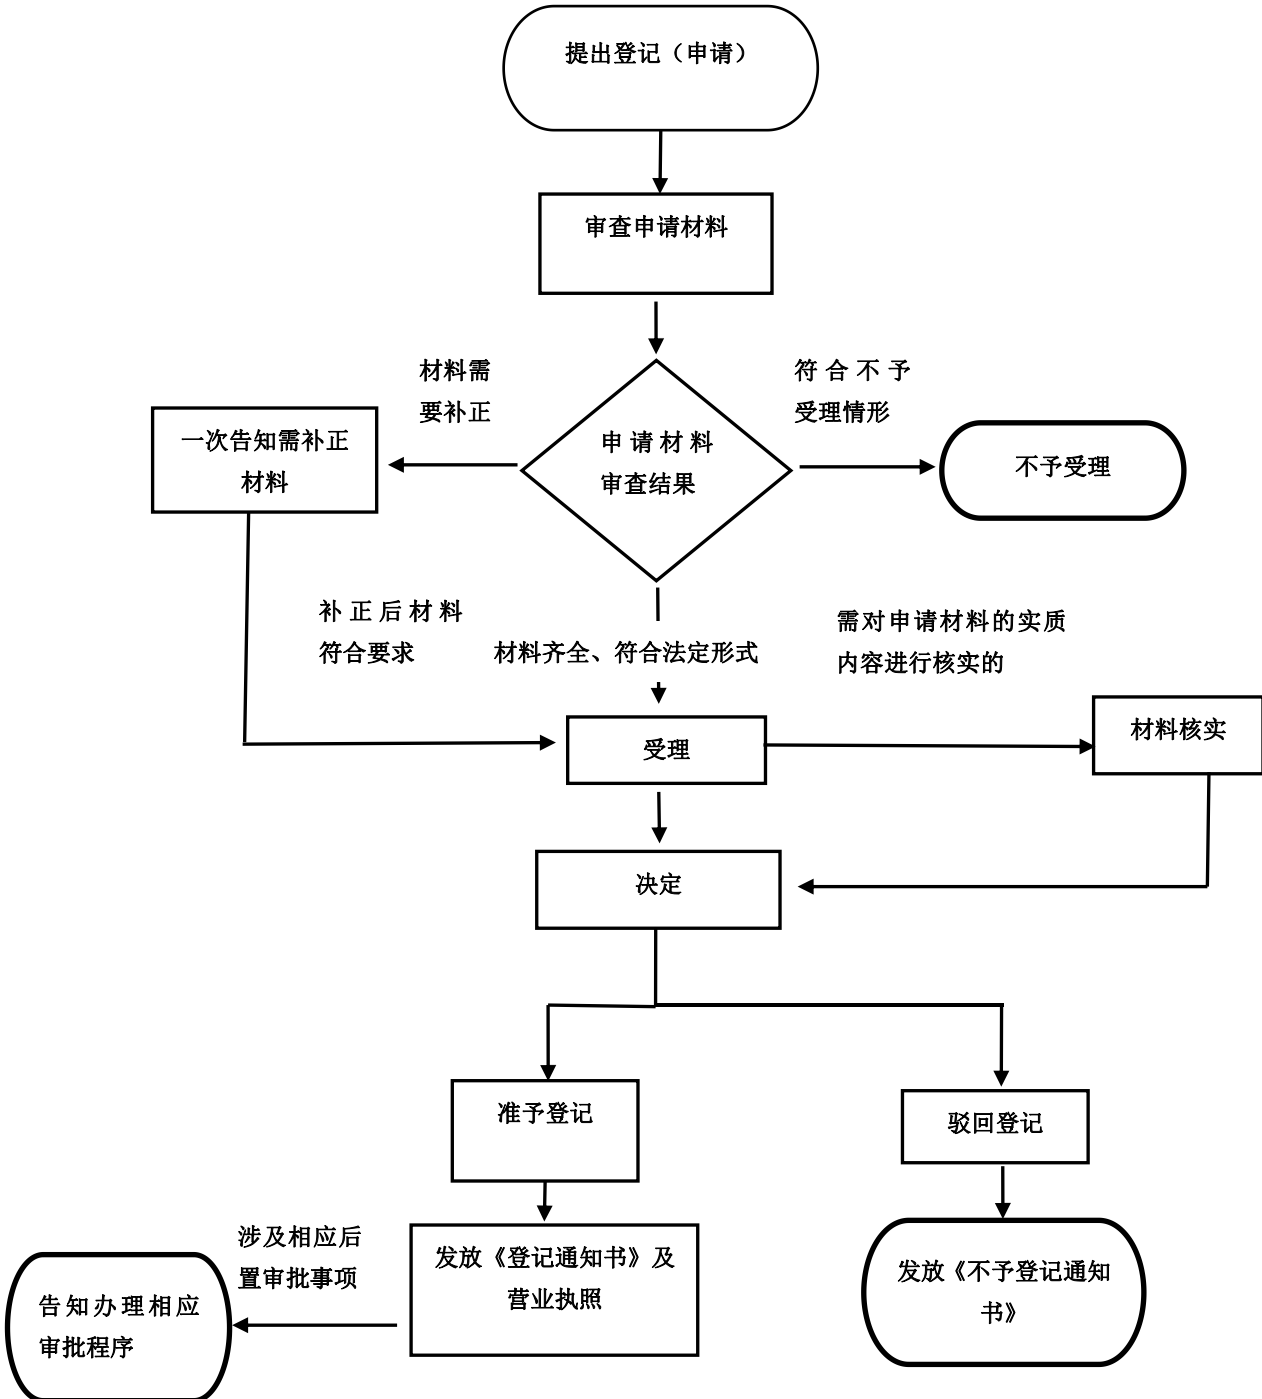 提出登记（申请）
审查申请材料
材料需
要补正
符合不予
受理情形
一次告知需补正
材料
申请材料
审查结果
不予受理
补正后材料
符合要求
材料齐全、符合法定形式
需对申请材料的实质
内容进行核实的
受理
材料核实
决定
准予登记
驳回登记
涉及相应后
置审批事项
发放《登记通知书》及
营业执照
发放《不予登记通知
书》
告知办理相应
审批程序